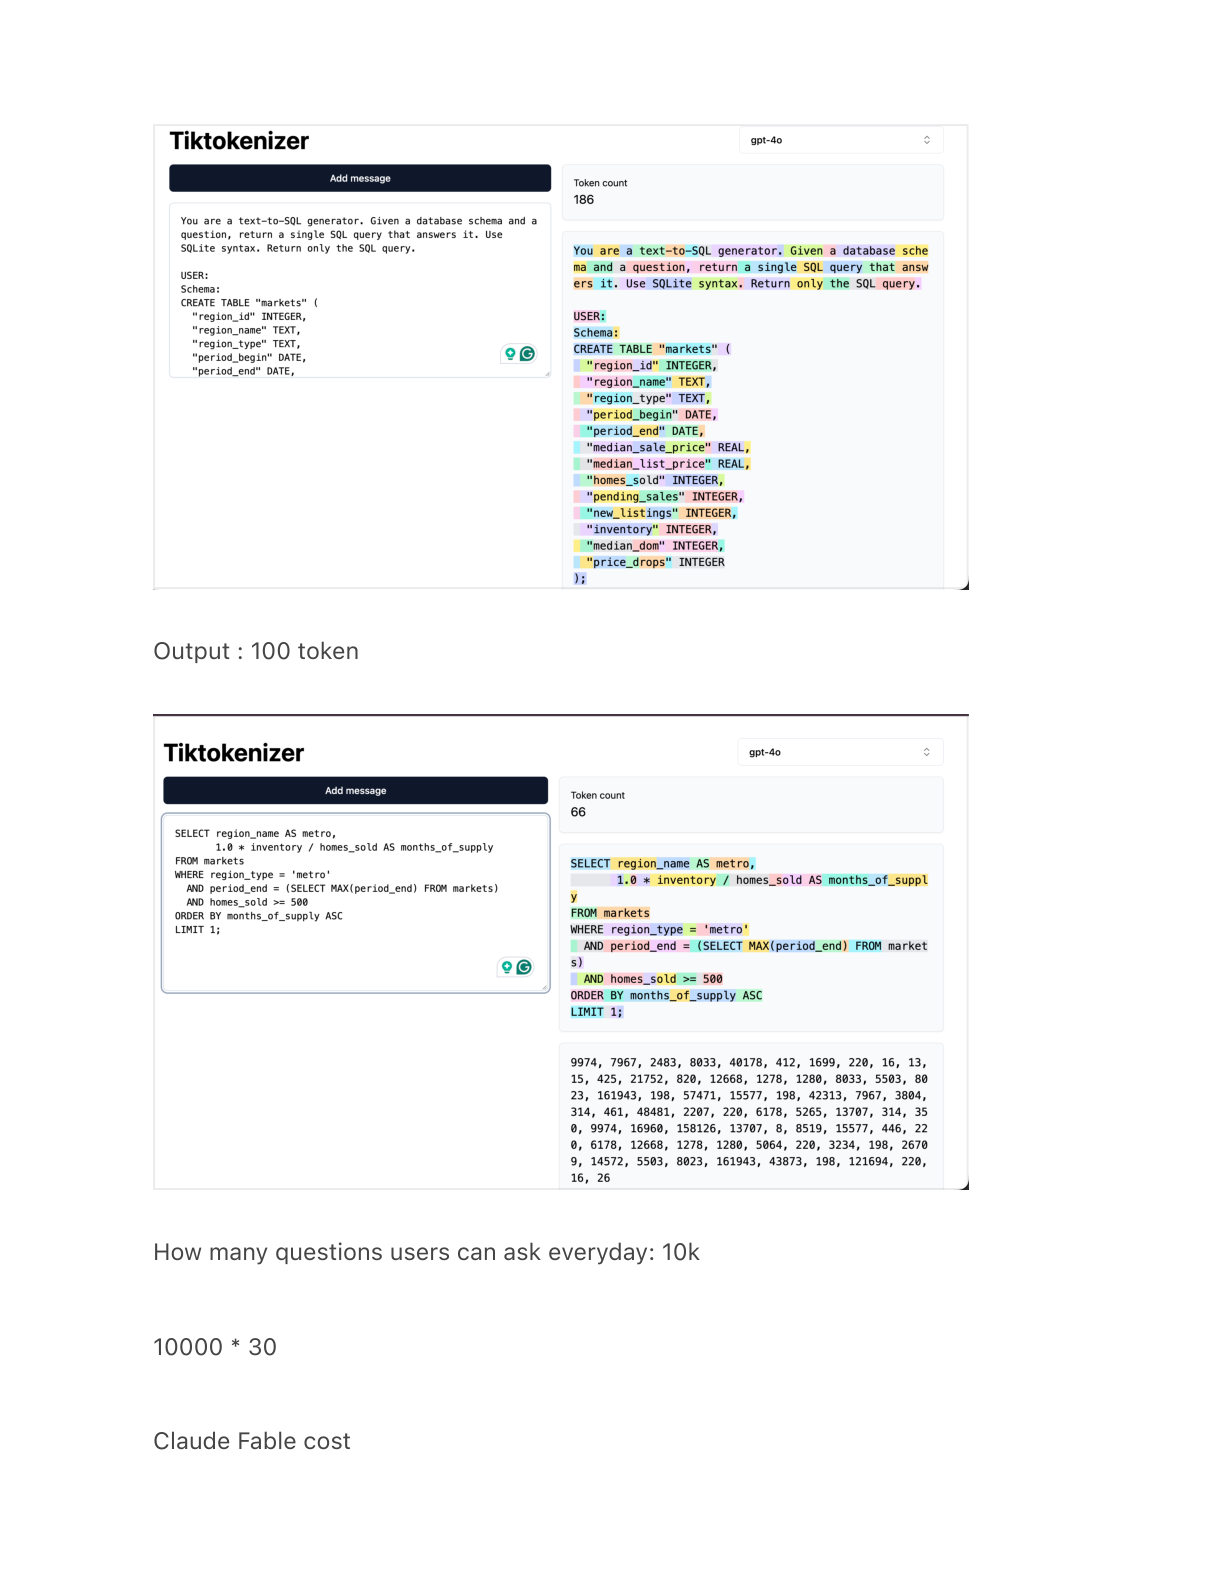 Tiktokenizer
gpt-4o
Add message
You are a text-to-SQL generator. Given a database schema and a
question, return a single SQL query that answers it. Use
SQLite syntax. Return only the SQL query.
USER:
Schema:
CREATE TABLE "markets" (
"region_id" INTEGER,
"region_name" TEXT,
"region_type" TEXT,
"period_begin" DATE,
"period_end" DATE,
Token count
186
You are a text-to-SQL generator. Given a database sche
ma and a question, return a single SQL query that answ
ers it. Use SQLite syntax. Return only the SQL query.
USER:
Schema:
CREATE TABLE "markets" (
"region_id" INTEGER,
"region_name" TEXT,
"region_type" TEXT,
"period_begin" DATE,
"period_end" DATE,
"median_sale_price" REAL,
"median_list_price" REAL,
"homes_sold" INTEGER,
"pending_sales" INTEGER,
"new_listings" INTEGER,
"inventory" INTEGER,
"median_dom" INTEGER,
"price_drops" INTEGER
);
Output : 100 token
Tiktokenizer
gpt-4o
Add message
SELECT region_name AS metro,
1.0 * inventory / homes_sold AS months_of_supply
FROM markets
WHERE region_type = 'metro'
AND period_end = (SELECT MAX(period_end) FROM markets)
AND homes_sold >= 500
ORDER BY months_of_supply ASC
LIMIT 1;
Token count
66
SELECT region_name AS metro,
1.0 * inventory / homes_sold AS months_of_suppl
y
FROM markets
WHERE region_type = 'metro'
AND period_end = (SELECT MAX(period_end) FROM market
s)
AND homes_sold >= 500
ORDER BY months_of_supply ASC
LIMIT 1;
9974, 7967, 2483, 8033, 40178, 412, 1699, 220, 16, 13,
15, 425, 21752, 820, 12668, 1278, 1280, 8033, 5503, 80
23, 161943, 198, 57471, 15577, 198, 42313, 7967, 3804,
314, 461, 48481, 2207, 220, 6178, 5265, 13707, 314, 35
0, 9974, 16960, 158126, 13707, 8, 8519, 15577, 446, 22
0, 6178, 12668, 1278, 1280, 5064, 220, 3234, 198, 2670
9, 14572, 5503, 8023, 161943, 43873, 198, 121694, 220,
16, 26
How many questions users can ask everyday: 10k
10000 * 30
Claude Fable cost